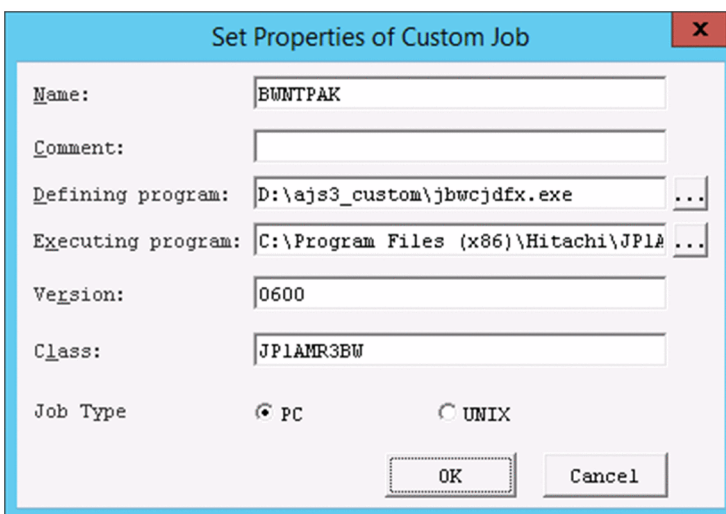 Set Properties of Custom Job
x
Name: BWNTPAK
Comment:
Defining program: D:\ajs3_custom\jbwcjdfx.exe ...
Executing program: C:\Program Files (x86)\Hitachi\JP1A ...
Version: 0600
Class: JP1AMR3BW
Job Type PC UNIX
OK Cancel